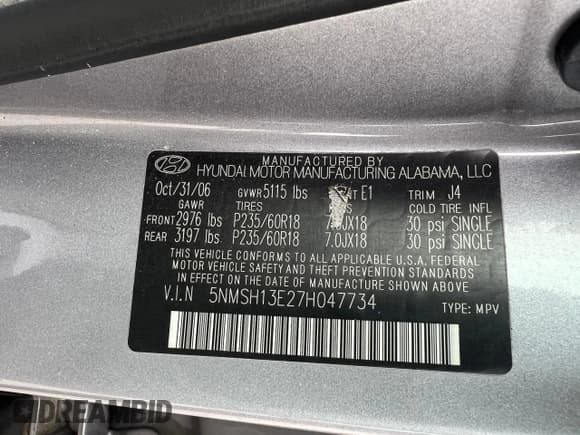 MANUFACTURED BY
HYUNDAI MOTOR MANUFACTURING ALABAMA, LLC
Oct/31/06 GVWR 5115 lbs E1 TRIM J4
GAWR TIRES COLD TIRE INFL
FRONT 2976 lbs P235/60R18 7.0JX18 30 psi SINGLE
REAR 3197 lbs P235/60R18 7.0JX18 30 psi SINGLE
THIS VEHICLE CONFORMS TO ALL APPLICABLE U.S.A. FEDERAL
MOTOR VEHICLE SAFETY AND THEFT PREVENTION STANDARDS
IN EFFECT ON THE DATE OF MANUFACTURE SHOWN ABOVE
V.I.N 5NMSH13E27H047734 TYPE: MPV
IDREAMBID